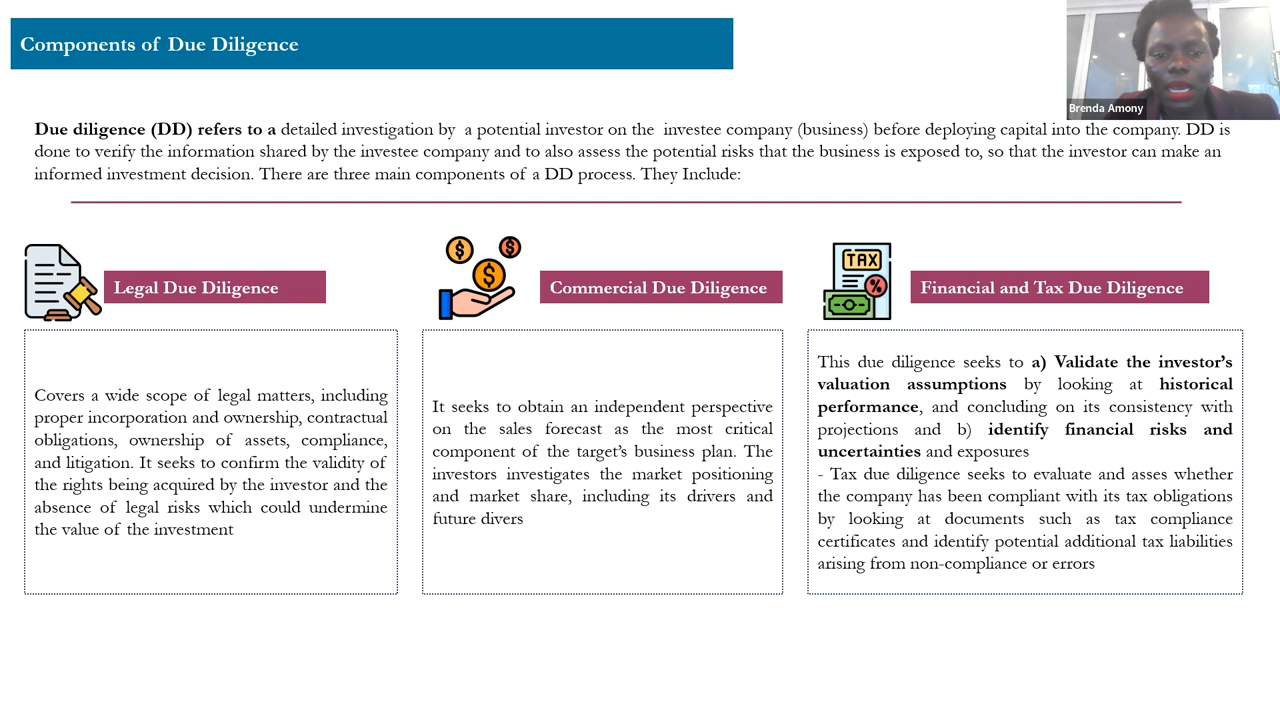 Components of Due Diligence
Brenda Amony
Due diligence (DD) refers to a detailed investigation by a potential investor on the investee company (business) before deploying capital into the company. DD is
done to verify the information shared by the investee company and to also assess the potential risks that the business is exposed to, so that the investor can make an
informed investment decision. There are three main components of a DD process. They Include:
Legal Due Diligence
Covers a wide scope of legal matters, including
proper incorporation and ownership, contractual
obligations, ownership of assets, compliance,
and litigation. It seeks to confirm the validity of
the rights being acquired by the investor and the
absence of legal risks which could undermine
the value of the investment
$ $
$
Commercial Due Diligence
It seeks to obtain an independent perspective
on the sales forecast as the most critical
component of the target's business plan. The
investors investigates the market positioning
and market share, including its drivers and
future divers
TAX
%
Financial and Tax Due Diligence
This due diligence seeks to a) Validate the investor's
valuation assumptions by looking at historical
performance, and concluding on its consistency with
projections and b) identify financial risks and
uncertainties and exposures
- Tax due diligence seeks to evaluate and asses whether
the company has been compliant with its tax obligations
by looking at documents such as tax compliance
certificates and identify potential additional tax liabilities
arising from non-compliance or errors